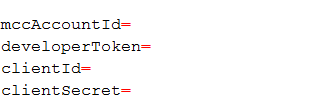 mccAccountId=
developerToken=
clientId=
clientSecret=